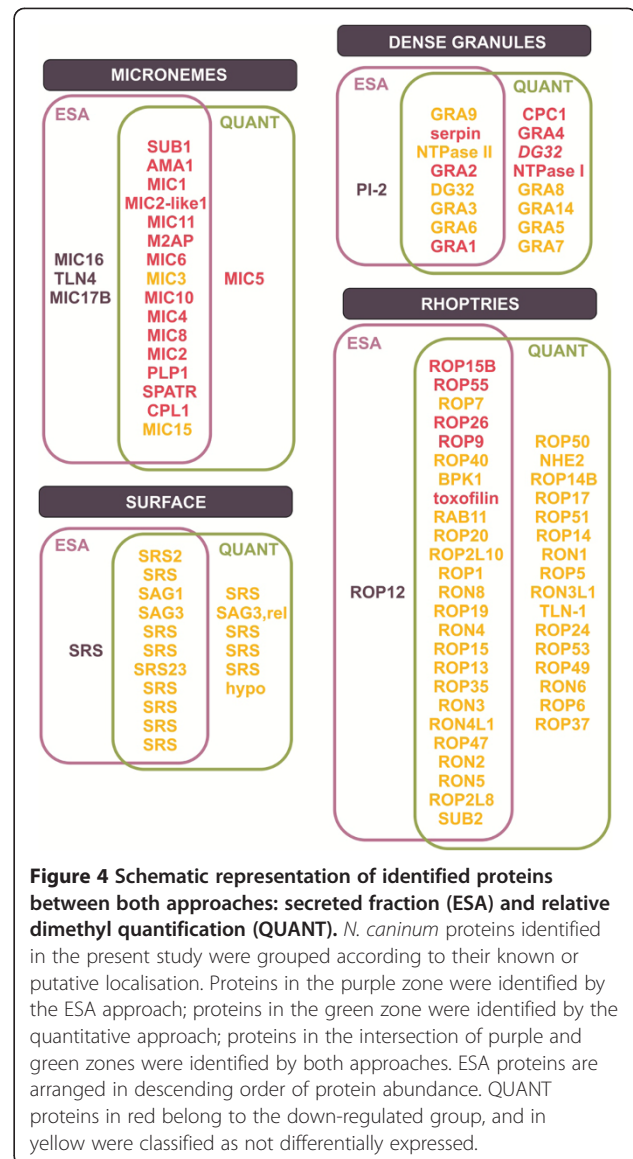 MICRONEMES
ESA
QUANT
MIC16
TLN4
MIC17B
SUB1
AMA1
MIC1
MIC2-like1
MIC11
M2AP
MIC6
MIC3
MIC10
MIC4
MIC8
MIC2
PLP1
SPATR
CPL1
MIC15
MIC5
SURFACE
ESA
QUANT
SRS
SRS2
SRS
SAG1
SAG3
SRS
SRS
SRS23
SRS
SRS
SRS
SRS
SRS
SAG3,rel
SRS
SRS
SRS
hypo
DENSE GRANULES
ESA
QUANT
PI-2
GRA9
serpin
NTPase II
GRA2
DG32
GRA3
GRA6
GRA1
CPC1
GRA4
DG32
NTPase I
GRA8
GRA14
GRA5
GRA7
RHOPTRIES
ESA
QUANT
ROP12
ROP15B
ROP55
ROP7
ROP26
ROP9
ROP40
BPK1
toxofilin
RAB11
ROP20
ROP2L10
ROP1
RON8
ROP19
RON4
ROP15
ROP13
ROP35
RON3
RON4L1
ROP47
RON2
RON5
ROP2L8
SUB2
ROP50
NHE2
ROP14B
ROP17
ROP51
ROP14
RON1
ROP5
RON3L1
TLN-1
ROP24
ROP53
ROP49
RON6
ROP6
ROP37
Figure 4 Schematic representation of identified proteins
between both approaches: secreted fraction (ESA) and relative
dimethyl quantification (QUANT). N. caninum proteins identified
in the present study were grouped according to their known or
putative localisation. Proteins in the purple zone were identified by
the ESA approach; proteins in the green zone were identified by the
quantitative approach; proteins in the intersection of purple and
green zones were identified by both approaches. ESA proteins are
arranged in descending order of protein abundance. QUANT
proteins in red belong to the down-regulated group, and in
yellow were classified as not differentially expressed.